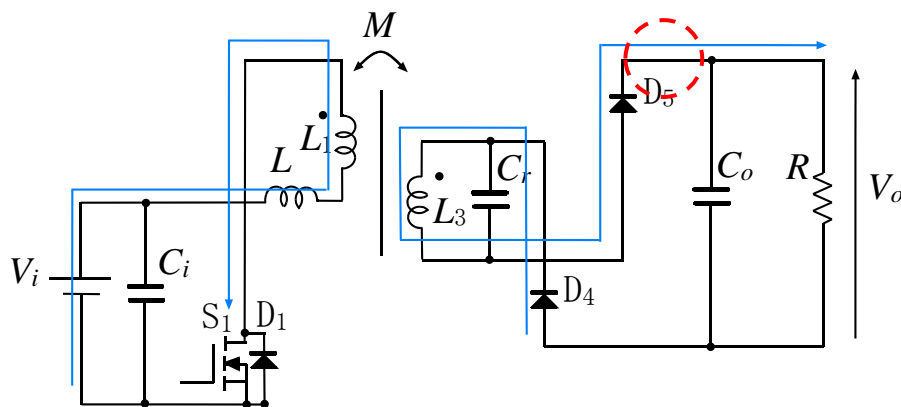 M
D₅
L₁
L
Cᵣ
Cₒ
R
Vₒ
L₃
Vᵢ
Cᵢ
D₄
S₁
D₁